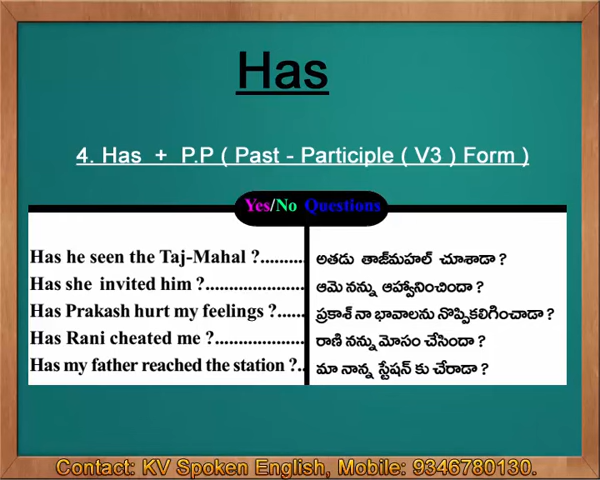 Has
4. Has + P.P ( Past - Participle ( V3 ) Form )
Yes/No Questions
Has he seen the Taj-Mahal ?.......... అతడు తాజ్‌మహల్ చూశాడా ?
Has she invited him ?...................... ఆమె నన్ను ఆహ్వానించిందా ?
Has Prakash hurt my feelings ?...... ప్రకాశ్ నా భావాలను నొప్పికలిగించాడా ?
Has Rani cheated me ?.................... రాణి నన్ను మోసం చేసిందా ?
Has my father reached the station ?.. మా నాన్న స్టేషన్ కు చేరాడా ?
Contact: KV Spoken English, Mobile: 9346780130.